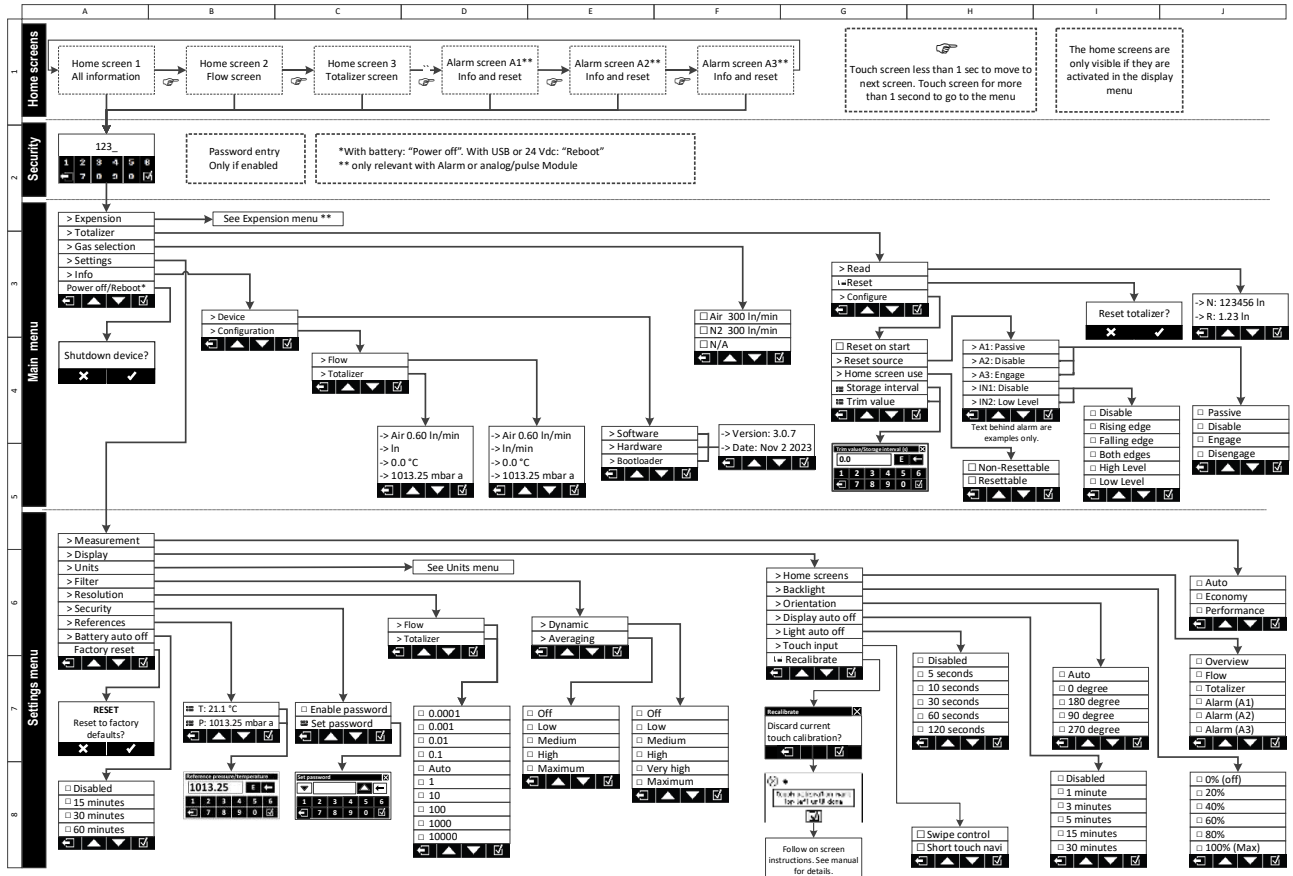 A B C D E F G H I J
1
2
3
4
5
6
7
8
Home screens
Home screen 1
All information
Home screen 2
Flow screen
Home screen 3
Totalizer screen
Alarm screen A1**
Info and reset
Alarm screen A2**
Info and reset
Alarm screen A3**
Info and reset
Touch screen less than 1 sec to move to
next screen. Touch screen for more
than 1 second to go to the menu
The home screens are
only visible if they are
activated in the display
menu
Security
123_
1 2 3 4 5 6
7 8 9 0
Password entry
Only if enabled
*With battery: “Power off”. With USB or 24 Vdc: “Reboot”
** only relevant with Alarm or analog/pulse Module
Main menu
> Expension
> Totalizer
> Gas selection
> Settings
> Info
Power off/Reboot*
See Expension menu **
Shutdown device?
> Device
> Configuration
> Flow
> Totalizer
-> Air 0.60 ln/min
-> ln
-> 0.0 °C
-> 1013.25 mbar a
-> Air 0.60 ln/min
-> ln/min
-> 0.0 °C
-> 1013.25 mbar a
> Software
> Hardware
> Bootloader
-> Version: 3.0.7
-> Date: Nov 2 2023
Air 300 ln/min
N2 300 ln/min
N/A
> Read
Reset
> Configure
Reset on start
> Reset source
> Home screen use
Storage interval
Trim value
Trim value/Storage interval (s)
0.0 E
1 2 3 4 5 6
7 8 9 0
> A1: Passive
> A2: Disable
> A3: Engage
> IN1: Disable
> IN2: Low Level
Text behind alarm are
examples only.
Non-Resettable
Resettable
Reset totalizer?
-> N: 123456 ln
-> R: 1.23 ln
Disable
Rising edge
Falling edge
Both edges
High Level
Low Level
Passive
Disable
Engage
Disengage
Settings menu
> Measurement
> Display
> Units
> Filter
> Resolution
> Security
> References
> Battery auto off
Factory reset
See Units menu
RESET
Reset to factory
defaults?
Disabled
15 minutes
30 minutes
60 minutes
T: 21.1 °C
P: 1013.25 mbar a
Reference pressure/temperature
1013.25 E
1 2 3 4 5 6
7 8 9 0
Enable password
Set password
Set password
1 2 3 4 5 6
7 8 9 0
> Flow
> Totalizer
0.0001
0.001
0.01
0.1
Auto
1
10
100
1000
10000
> Dynamic
> Averaging
Off
Low
Medium
High
Maximum
Off
Low
Medium
High
Very high
Maximum
> Home screens
> Backlight
> Orientation
> Display auto off
> Light auto off
> Touch input
Recalibrate
Recalibrate
Discard current
touch calibration?
Follow on screen
instructions. See manual
for details.
Disabled
5 seconds
10 seconds
30 seconds
60 seconds
120 seconds
Swipe control
Short touch navi
Auto
0 degree
180 degree
90 degree
270 degree
Disabled
1 minute
3 minutes
5 minutes
15 minutes
30 minutes
Auto
Economy
Performance
Overview
Flow
Totalizer
Alarm (A1)
Alarm (A2)
Alarm (A3)
0% (off)
20%
40%
60%
80%
100% (Max)